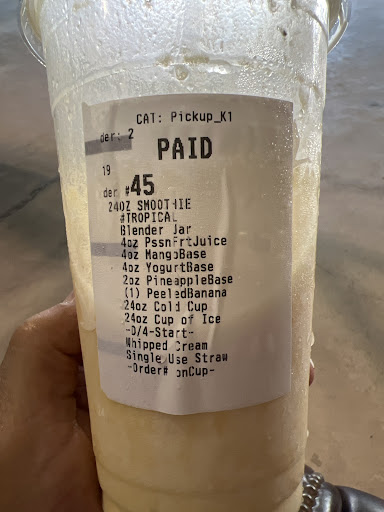 CAT: Pickup_K1
der: 2
PAID
19
der #45
24OZ SMOOTHIE
#TROPICAL
Blender Jar
4oz PssnFrtJuice
4oz MangoBase
4oz YogurtBase
2oz PineappleBase
(1) PeeledBanana
24oz Cold Cup
24oz Cup of Ice
-D/4-Start-
Whipped Cream
Single Use Straw
-Order# onCup-